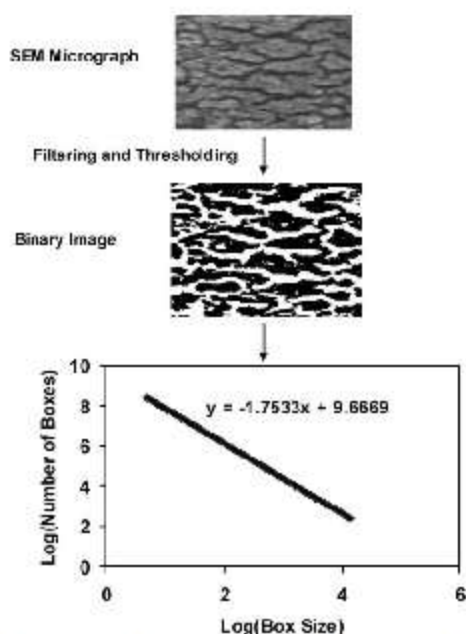 SEM Micrograph
Filtering and Thresholding
Binary Image
10
8
6
4
2
0
Log(Number of Boxes)
y = -1.7533x + 9.6669
0 2 4 6
Log(Box Size)